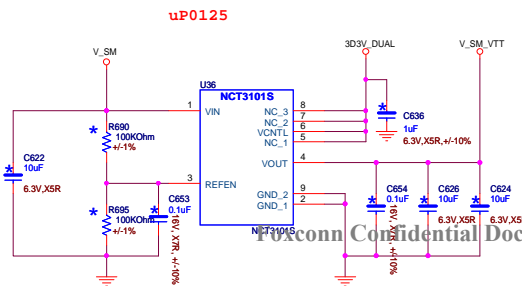 uP0125
V_SM
3D3V_DUAL
V_SM_VTT
U36
NCT3101S
1
VIN
NC_3
8
NC_2
7
VCNTL
6
NC_1
5
VOUT
4
3
REFEN
GND_2
9
GND_1
2
NCT3101S
R690
100KOhm
+/-1%
R695
100KOhm
+/-1%
C622
10uF
6.3V,X5R
C653
0.1uF
16V, X7R, +/-10%
C636
1uF
6.3V,X5R,+/-10%
C654
0.1uF
16V, X7R, +/-10%
C626
10uF
6.3V,X5R
C624
10uF
6.3V,X5
Foxconn Confidential Doc